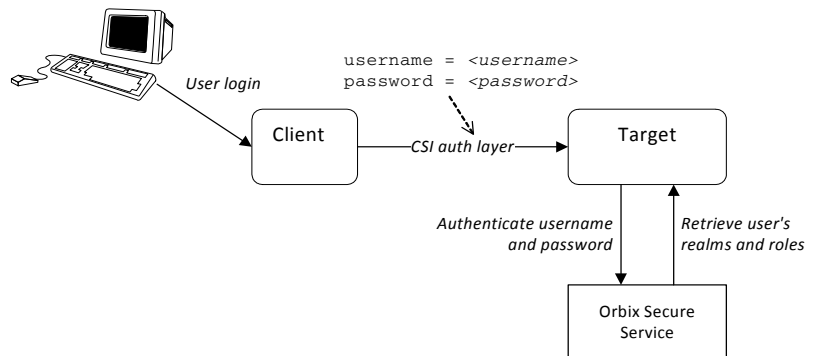 User login
username = <username>
password = <password>
Client
CSI auth layer
Target
Authenticate username
and password
Retrieve user's
realms and roles
Orbix Secure
Service